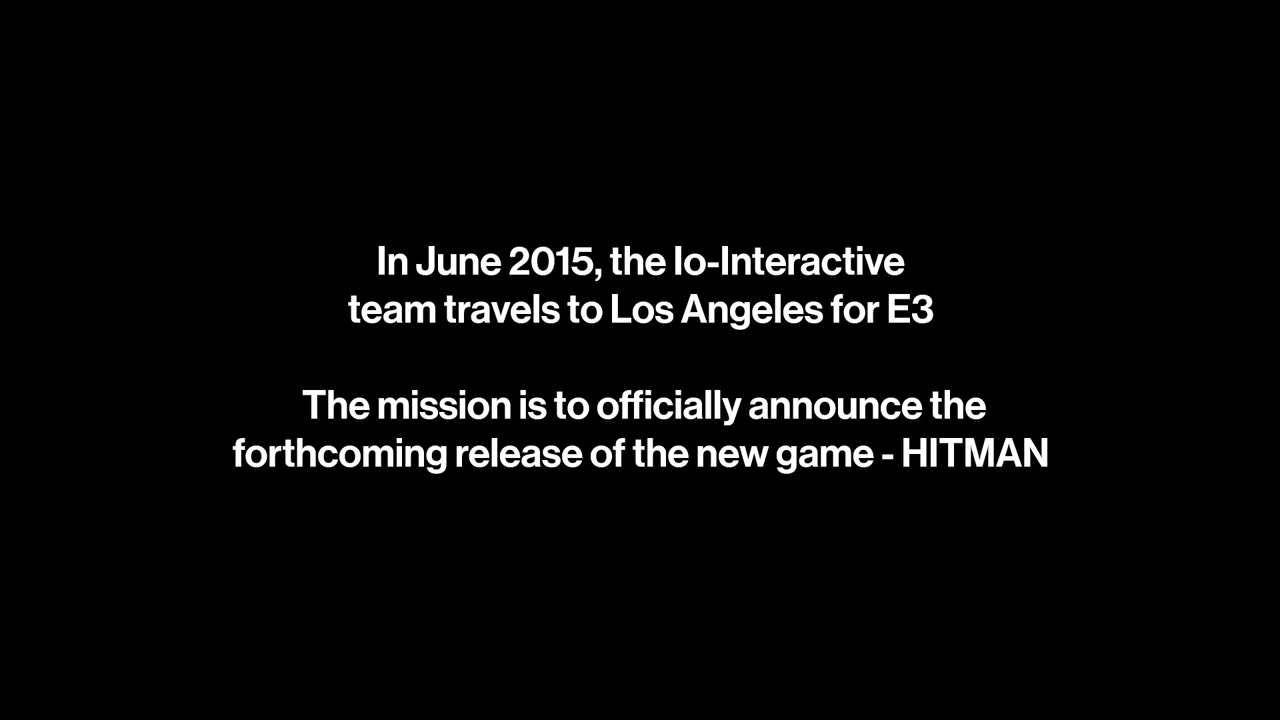 In June 2015, the Io-Interactive
team travels to Los Angeles for E3
The mission is to officially announce the
forthcoming release of the new game - HITMAN